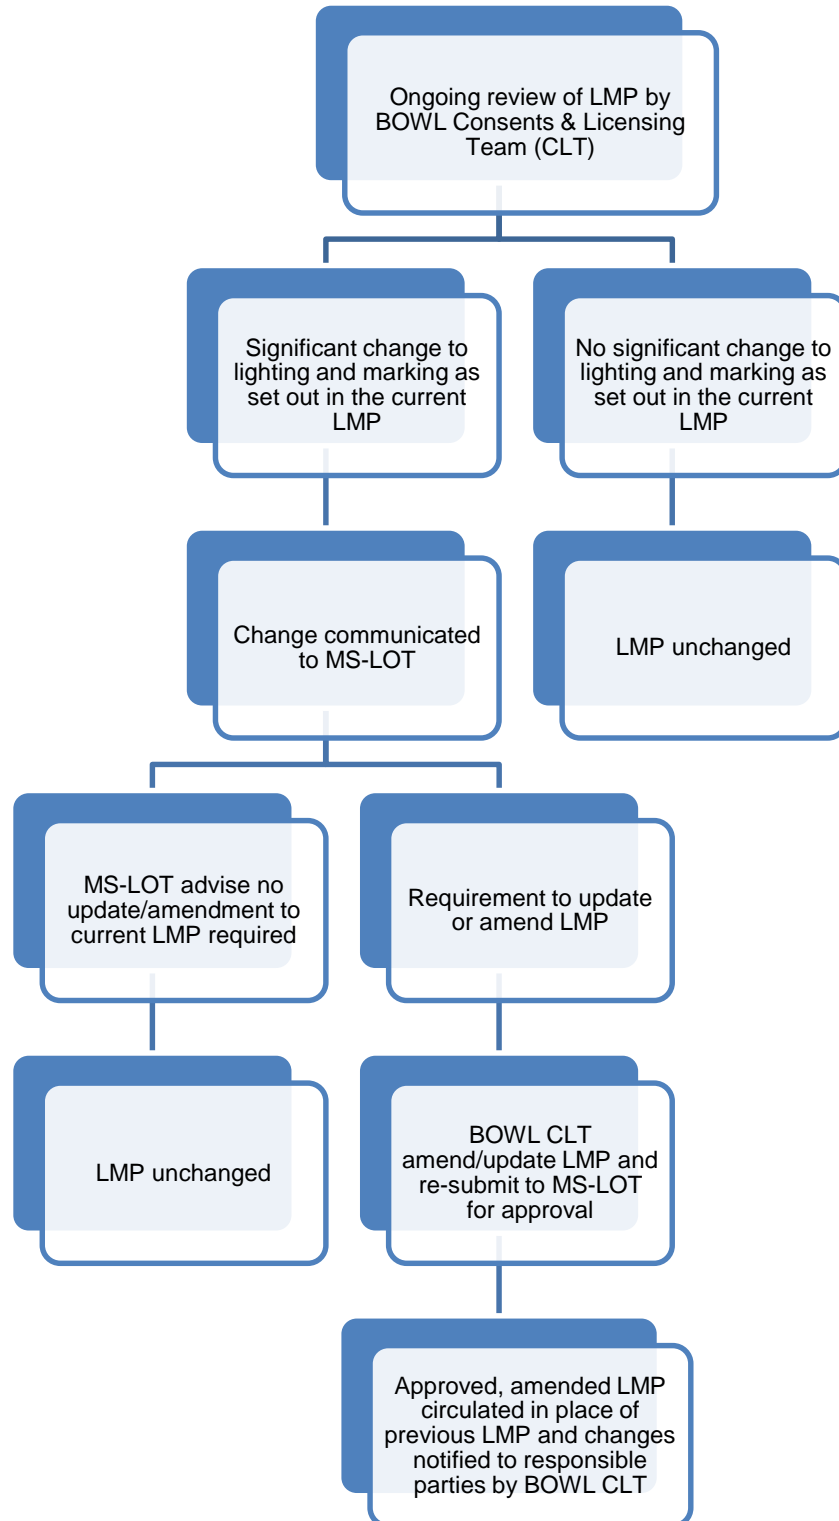 Ongoing review of LMP by
BOWL Consents & Licensing
Team (CLT)
Significant change to
lighting and marking as
set out in the current
LMP
No significant change to
lighting and marking as
set out in the current
LMP
Change communicated
to MS-LOT
LMP unchanged
MS-LOT advise no
update/amendment to
current LMP required
Requirement to update
or amend LMP
LMP unchanged
BOWL CLT
amend/update LMP and
re-submit to MS-LOT
for approval
Approved, amended LMP
circulated in place of
previous LMP and changes
notified to responsible
parties by BOWL CLT